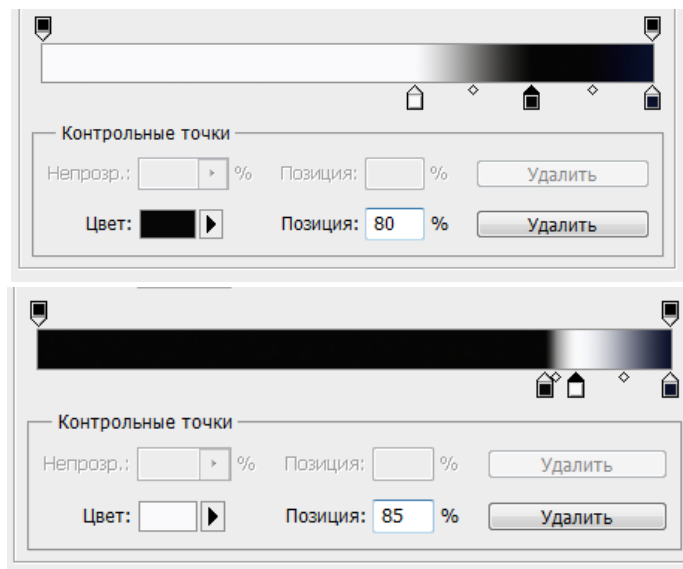 Контрольные точки
Непрозр.: % Позиция: % Удалить
Цвет: Позиция: 80 % Удалить
Контрольные точки
Непрозр.: % Позиция: % Удалить
Цвет: Позиция: 85 % Удалить